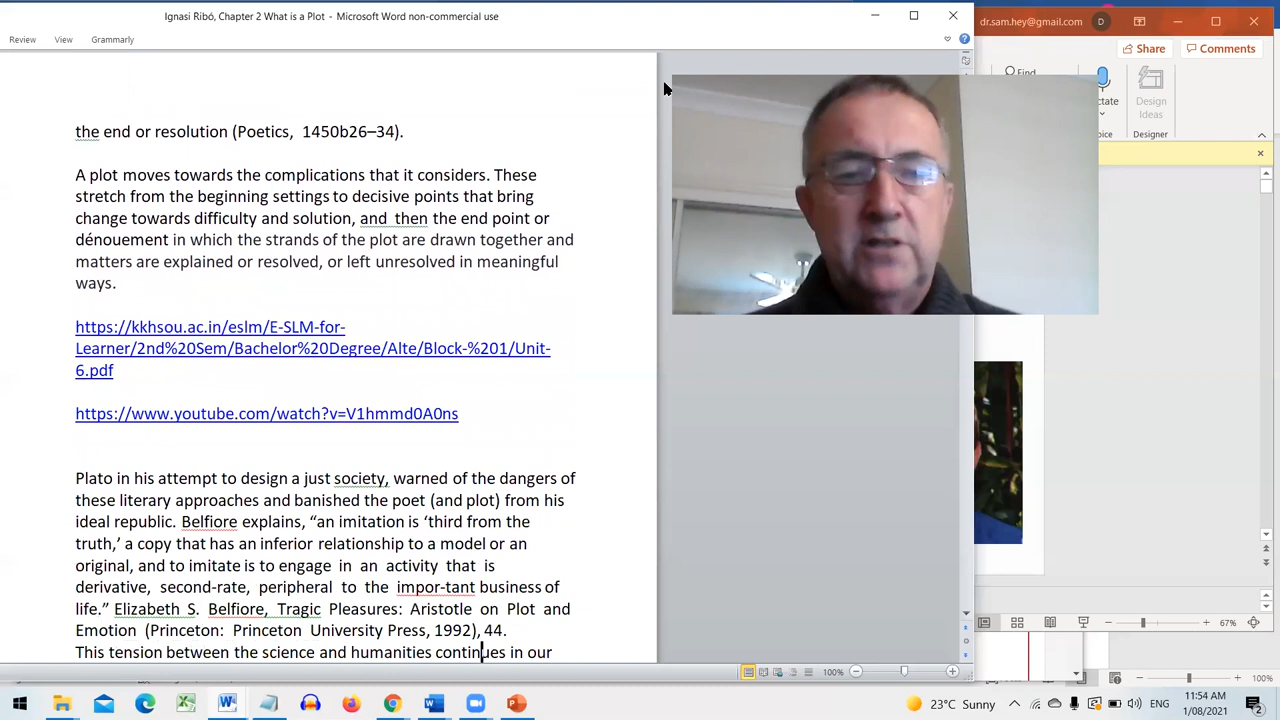 Ignasi Ribó, Chapter 2 What is a Plot - Microsoft Word non-commercial use
dr.sam.hey@gmail.com D
Review View Grammarly
Share Comments
Find
Design
Ideas
Designer
the end or resolution (Poetics, 1450b26–34).
A plot moves towards the complications that it considers. These
stretch from the beginning settings to decisive points that bring
change towards difficulty and solution, and then the end point or
dénouement in which the strands of the plot are drawn together and
matters are explained or resolved, or left unresolved in meaningful
ways.
https://kkhsou.ac.in/eslm/E-SLM-for-
Learner/2nd%20Sem/Bachelor%20Degree/Alte/Block-%201/Unit-
6.pdf
https://www.youtube.com/watch?v=V1hmmd0A0ns
Plato in his attempt to design a just society, warned of the dangers of
these literary approaches and banished the poet (and plot) from his
ideal republic. Belfiore explains, “an imitation is ‘third from the
truth,’ a copy that has an inferior relationship to a model or an
original, and to imitate is to engage in an activity that is
derivative, second-rate, peripheral to the impor-tant business of
life.” Elizabeth S. Belfiore, Tragic Pleasures: Aristotle on Plot and
Emotion (Princeton: Princeton University Press, 1992), 44.
This tension between the science and humanities continues in our
67%
100%
100%
23°C Sunny
11:54 AM
1/08/2021
2